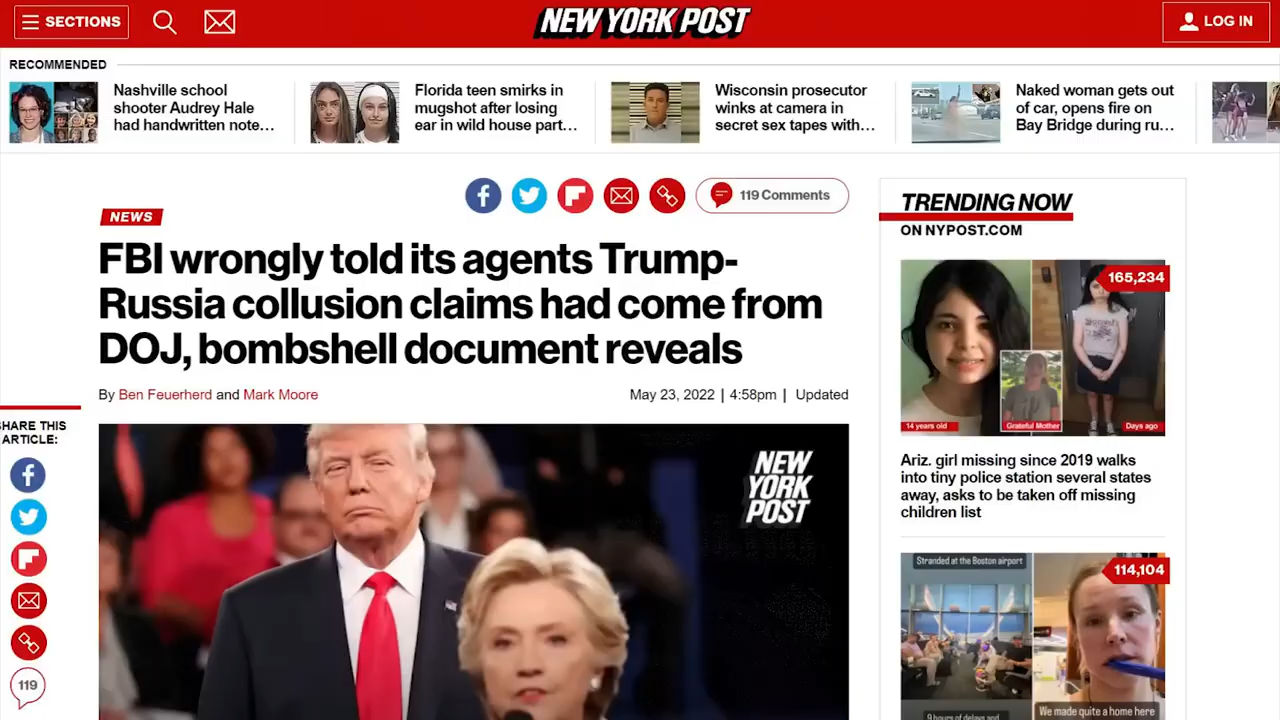 SECTIONS
NEW YORK POST
LOG IN
RECOMMENDED
Nashville school
shooter Audrey Hale
had handwritten note...
Florida teen smirks in
mugshot after losing
ear in wild house part...
Wisconsin prosecutor
winks at camera in
secret sex tapes with...
Naked woman gets out
of car, opens fire on
Bay Bridge during ru...
119 Comments
NEWS
FBI wrongly told its agents Trump-
Russia collusion claims had come from
DOJ, bombshell document reveals
By Ben Feuerherd and Mark Moore
May 23, 2022 | 4:58pm | Updated
HARE THIS
ARTICLE:
119
NEW
YORK
POST
TRENDING NOW
ON NYPOST.COM
165,234
14 years old
Grateful Mother
Days ago
Ariz. girl missing since 2019 walks
into tiny police station several states
away, asks to be taken off missing
children list
114,104
Stranded at the Boston airport
9 hours of delays and
We made quite a home here